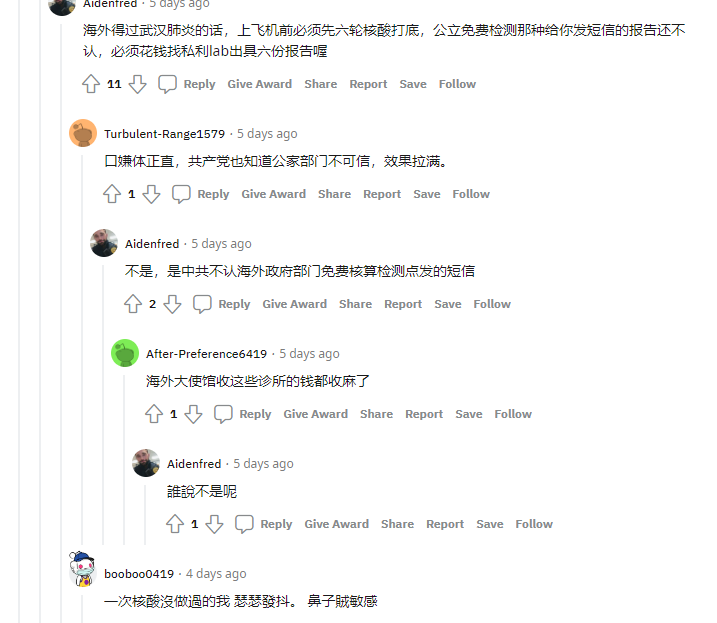 Aidenfred · 5 days ago
海外得过武汉肺炎的话，上飞机前必须先六轮核酸打底，公立免费检测那种给你发短信的报告还不
认，必须花钱找私利lab出具六份报告喔
11 Reply Give Award Share Report Save Follow
Turbulent-Range1579 · 5 days ago
口嫌体正直，共产党也知道公家部门不可信，效果拉满。
1 Reply Give Award Share Report Save Follow
Aidenfred · 5 days ago
不是，是中共不认海外政府部门免费核算检测点发的短信
2 Reply Give Award Share Report Save Follow
After-Preference6419 · 5 days ago
海外大使馆收这些诊所的钱都收麻了
1 Reply Give Award Share Report Save Follow
Aidenfred · 5 days ago
誰說不是呢
1 Reply Give Award Share Report Save Follow
booboo0419 · 4 days ago
一次核酸沒做過的我 瑟瑟發抖。 鼻子賊敏感